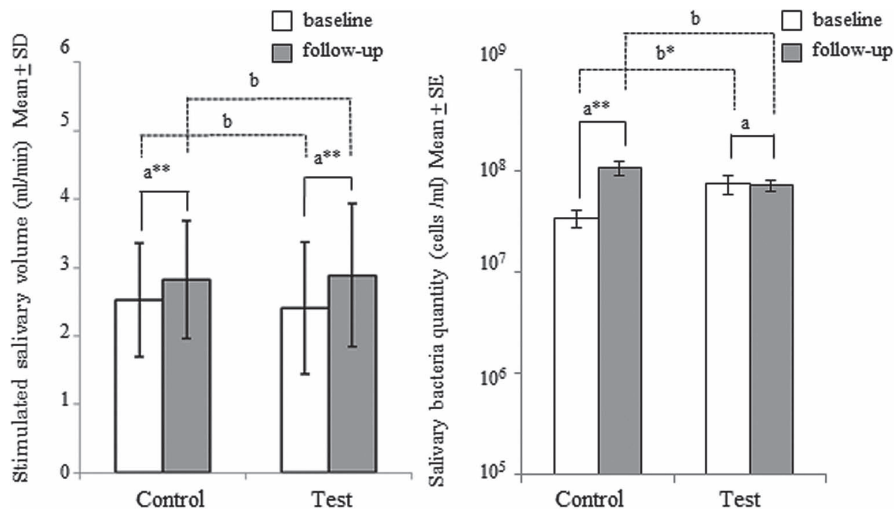 baseline
follow-up
Stimulated salivary volume (ml/min) Mean ± SD
6
5
4
3
2
1
0
b
b
a**
a**
Control
Test
baseline
follow-up
Salivary bacteria quantity (cells /ml) Mean ± SE
10⁹
10⁸
10⁷
10⁶
10⁵
b
b*
a**
a
Control
Test